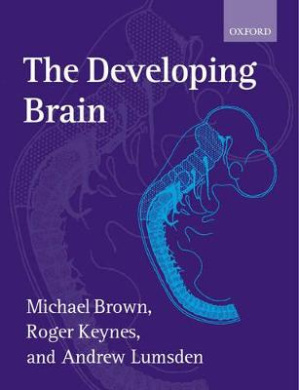 OXFORD
The Developing
Brain
Michael Brown,
Roger Keynes,
and Andrew Lumsden